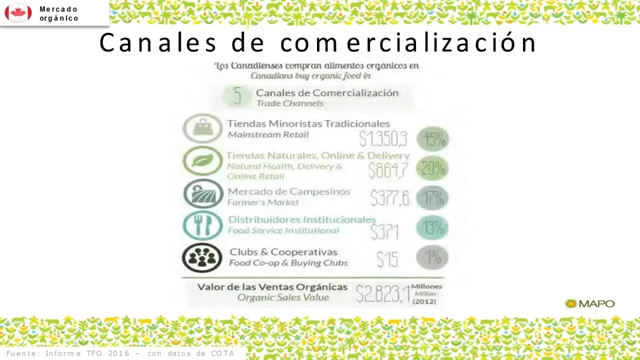 Mercado
orgánico
Canales de comercialización
Los Canadienses compran alimentos orgánicos en
Canadians buy organic food in
5 Canales de Comercialización
Trade Channels
Tiendas Minoristas Tradicionales
Mainstream Retail
$1.350,3 45%
Tiendas Naturales, Online & Delivery
Natural Health, Delivery &
Online Retail
$864,7
Mercado de Campesinos
Farmer's Market
$377,6 17%
Distribuidores Institucionales
Food Service Institutional
$371 13%
Clubs & Cooperativas
Food Co-op & Buying Clubs
$15 1%
Valor de las Ventas Orgánicas
Organic Sales Value
$2.823,1
Millones
Million
(2012)
MAPO
Fuente: Informe TFO 2016 – con datos de COTA